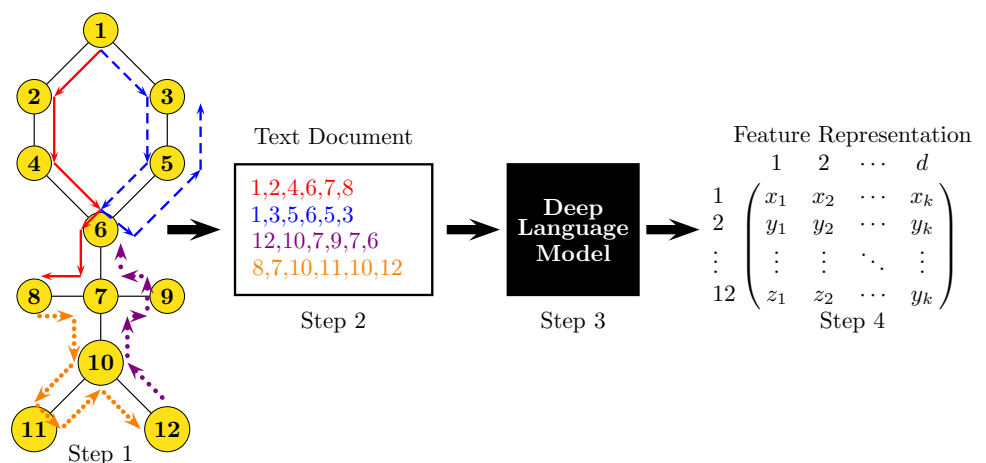 1
2
3
4
5
6
8
7
9
10
11
12
Step 1
Text Document
1,2,4,6,7,8
1,3,5,6,5,3
12,10,7,9,7,6
8,7,10,11,10,12
Step 2
Deep
Language
Model
Step 3
Feature Representation
1 2 ⋯ d
1 x₁ x₂ ⋯ xₖ
2 y₁ y₂ ⋯ yₖ
⋮ ⋮ ⋮ ⋱ ⋮
12 z₁ z₂ ⋯ yₖ
Step 4